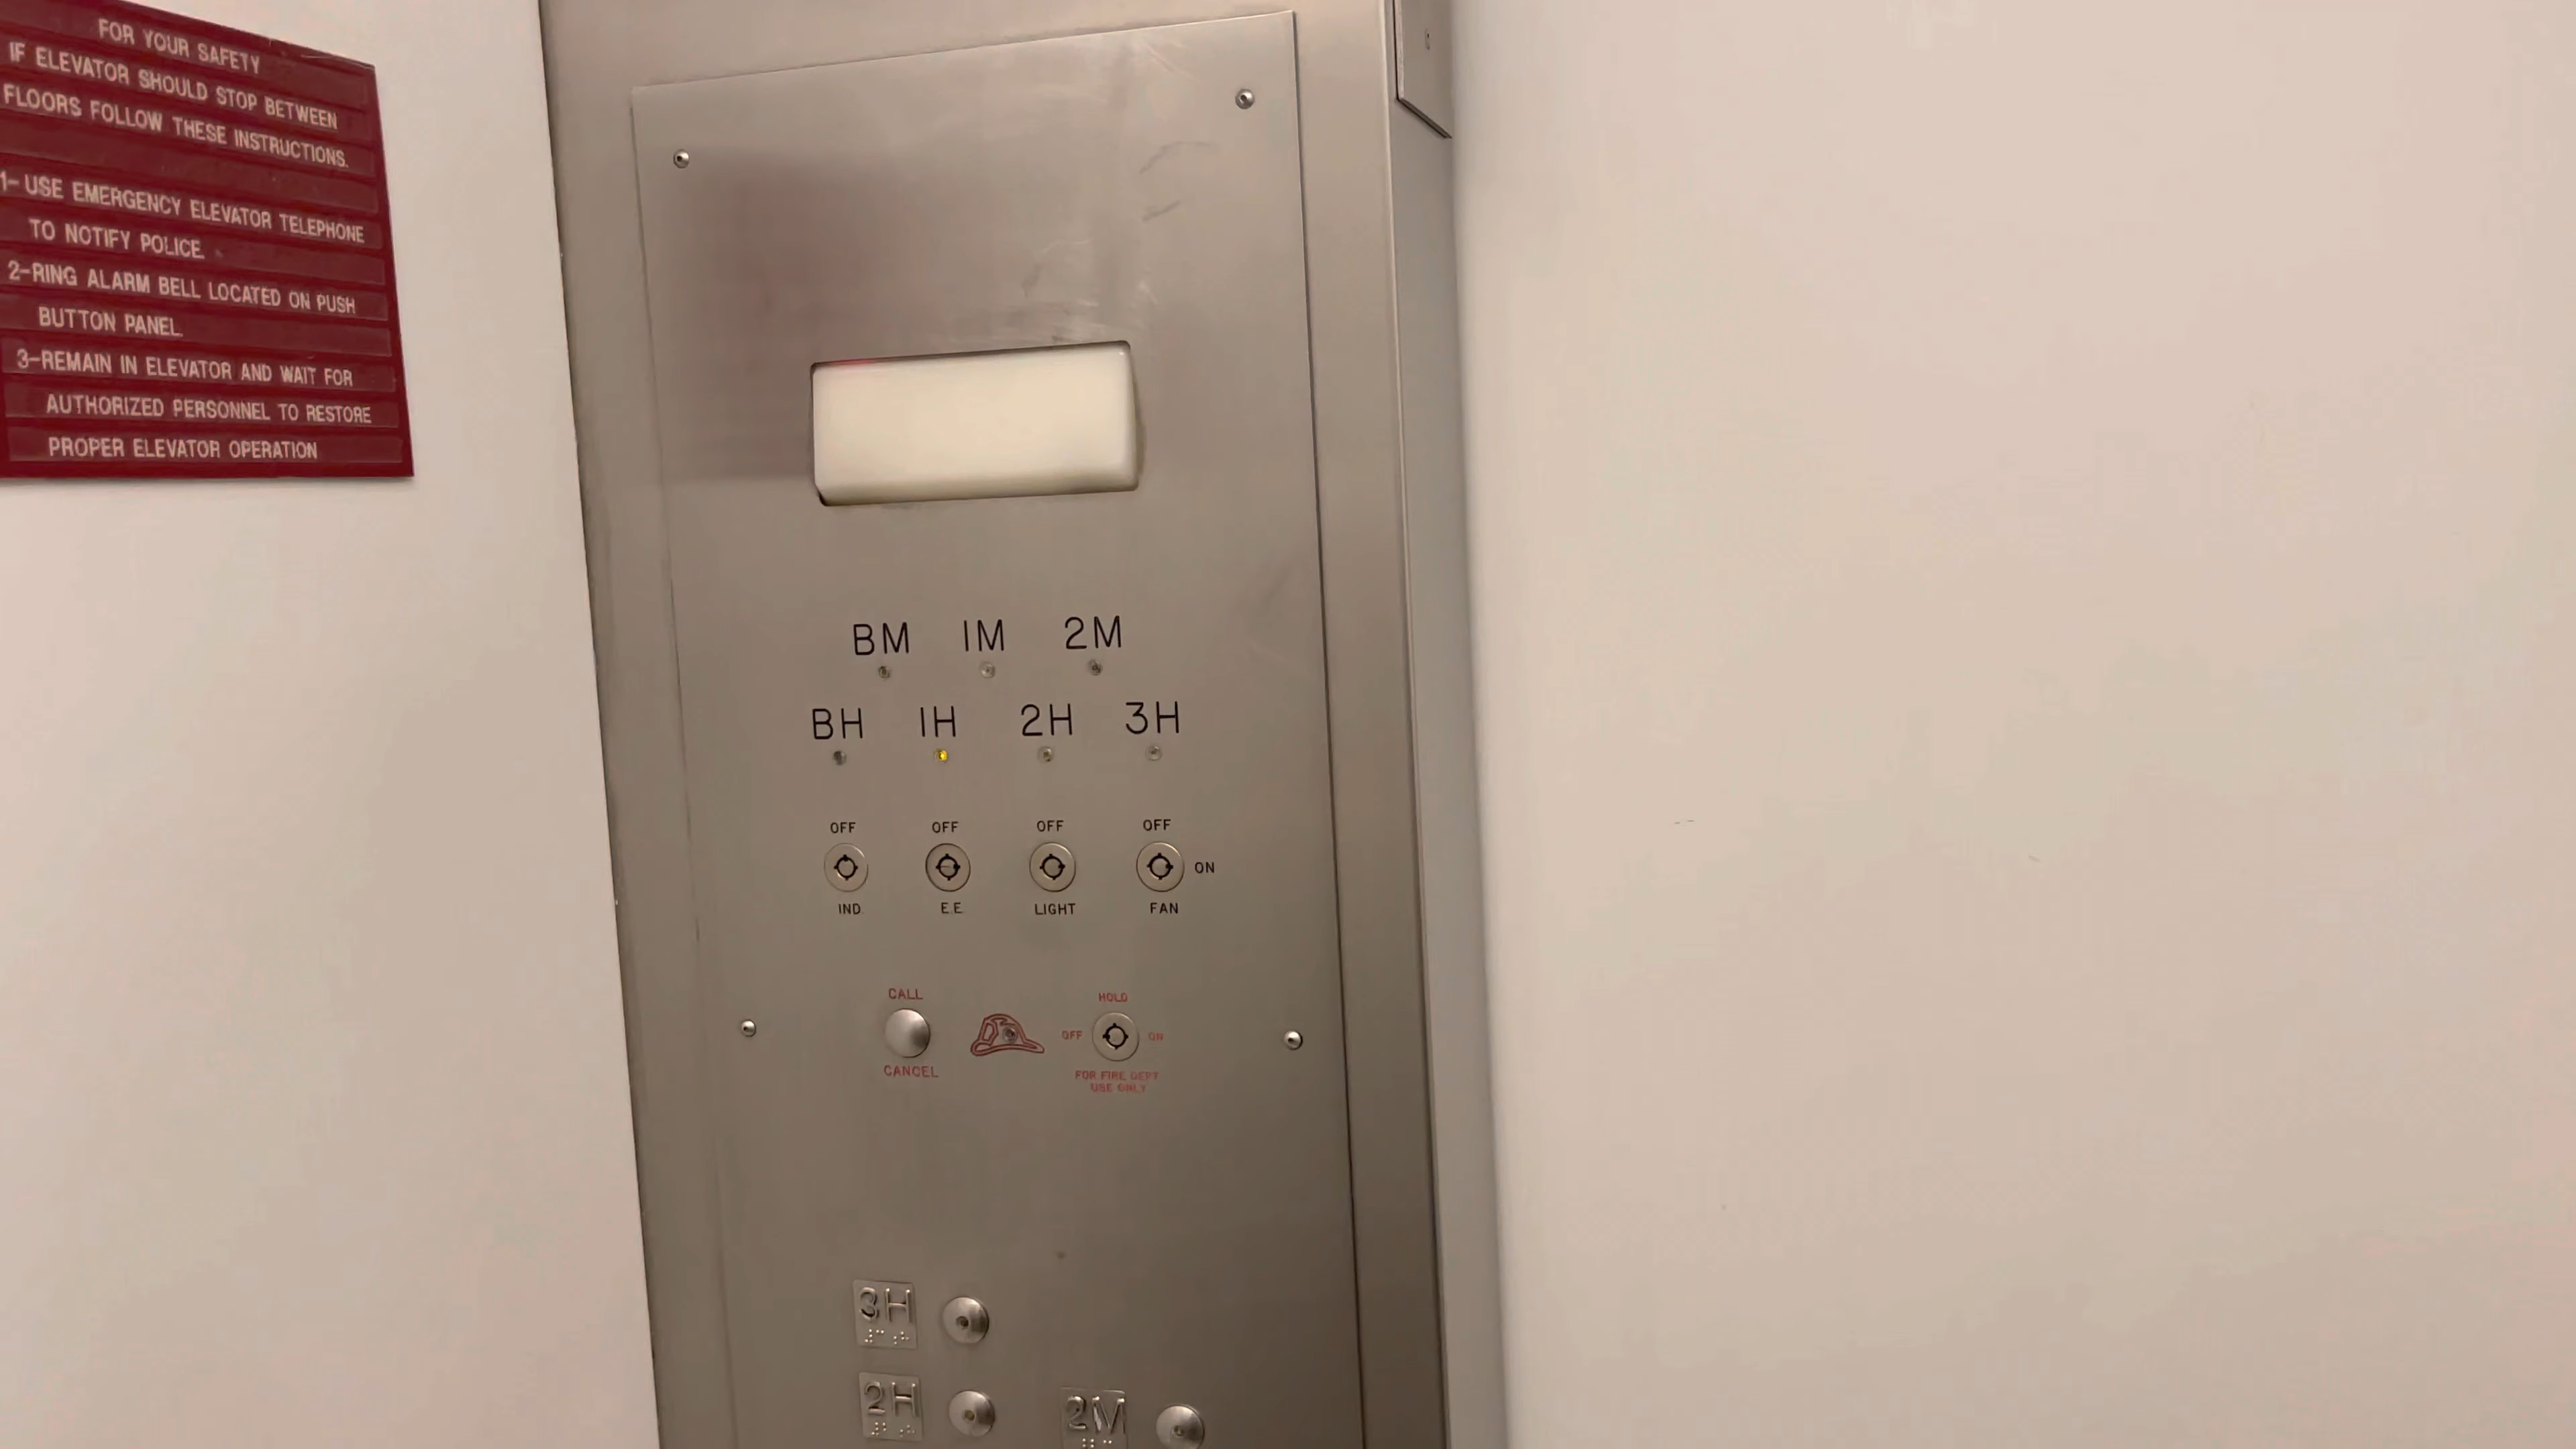 FOR YOUR SAFETY
IF ELEVATOR SHOULD STOP BETWEEN
FLOORS FOLLOW THESE INSTRUCTIONS.
1- USE EMERGENCY ELEVATOR TELEPHONE
TO NOTIFY POLICE.
2-RING ALARM BELL LOCATED ON PUSH
BUTTON PANEL.
3-REMAIN IN ELEVATOR AND WAIT FOR
AUTHORIZED PERSONNEL TO RESTORE
PROPER ELEVATOR OPERATION
BM 1M 2M
BH 1H 2H 3H
OFF OFF OFF OFF
ON
IND. E.E. LIGHT FAN
CALL
CANCEL
HOLD
OFF ON
FOR FIRE DEPT
USE ONLY
3H
2H 2M